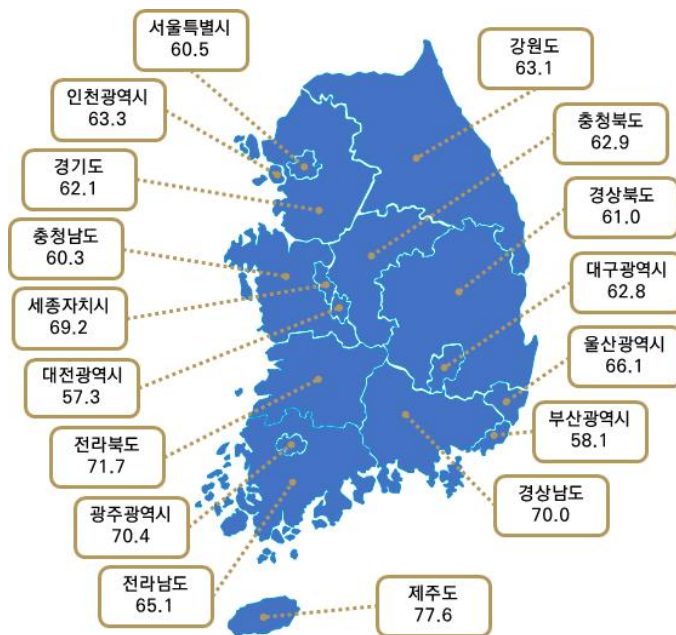 서울특별시
60.5
인천광역시
63.3
경기도
62.1
충청남도
60.3
세종자치시
69.2
대전광역시
57.3
전라북도
71.7
광주광역시
70.4
전라남도
65.1
강원도
63.1
충청북도
62.9
경상북도
61.0
대구광역시
62.8
울산광역시
66.1
부산광역시
58.1
경상남도
70.0
제주도
77.6